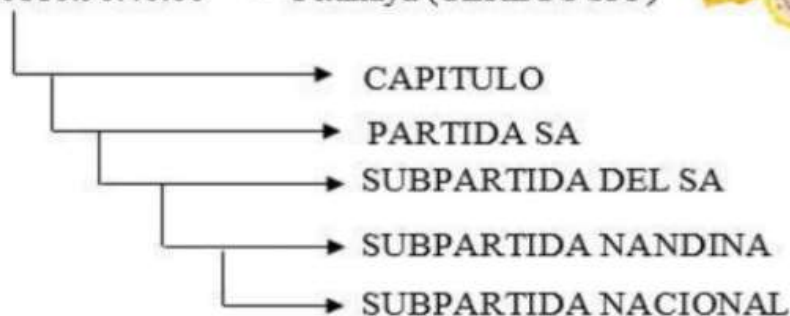 CAPITULO
PARTIDA SA
SUBPARTIDA DEL SA
SUBPARTIDA NANDINA
SUBPARTIDA NACIONAL